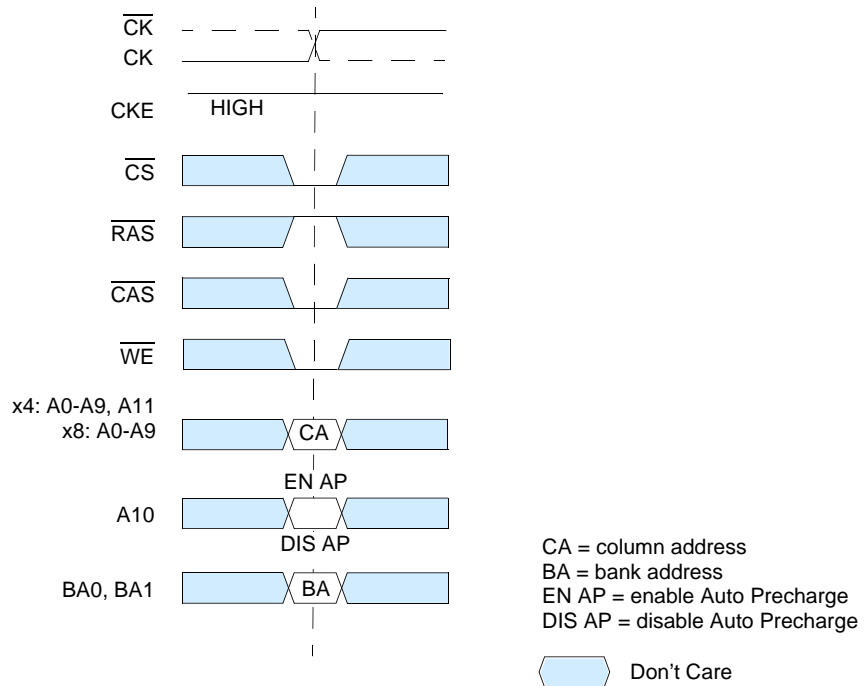 CK
CK
CKE HIGH
CS
RAS
CAS
WE
x4: A0-A9, A11
x8: A0-A9
CA
EN AP
A10
DIS AP
BA0, BA1 BA
CA = column address
BA = bank address
EN AP = enable Auto Precharge
DIS AP = disable Auto Precharge
Don't Care